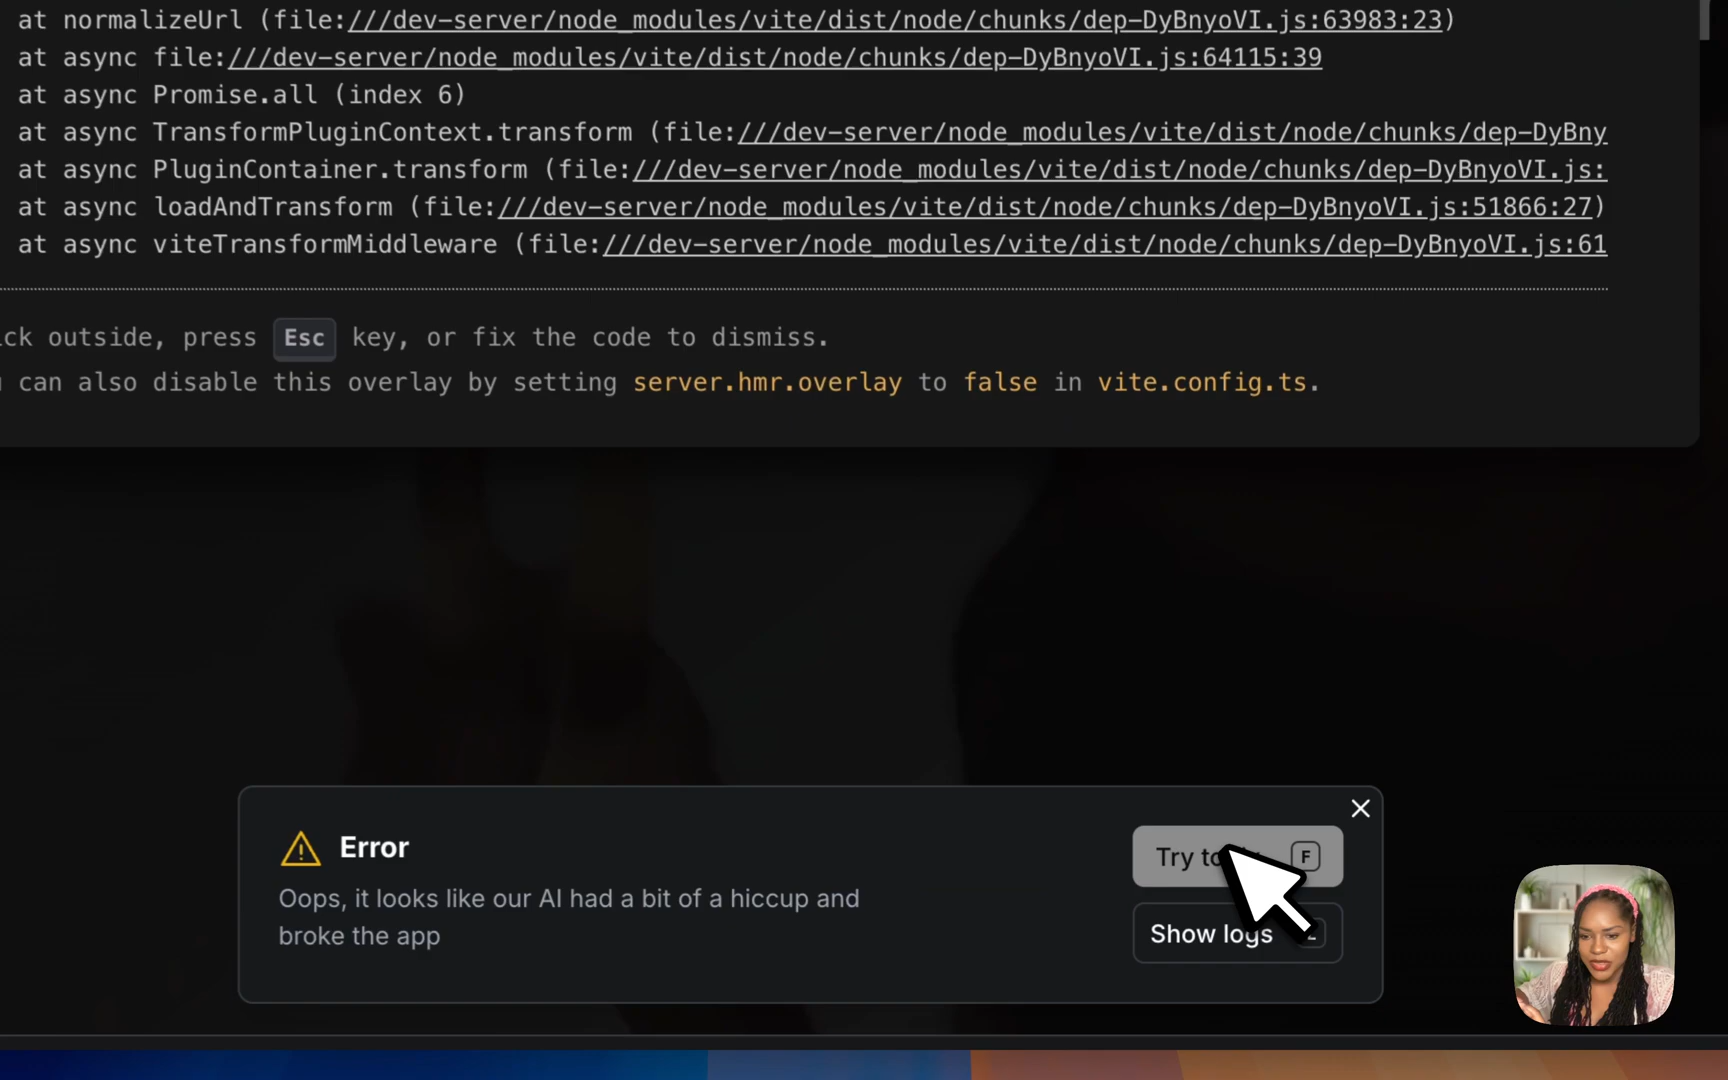 at normalizeUrl (file:///dev-server/node_modules/vite/dist/node/chunks/dep-DyBnyoVI.js:63983:23)
at async file:///dev-server/node_modules/vite/dist/node/chunks/dep-DyBnyoVI.js:64115:39
at async Promise.all (index 6)
at async TransformPluginContext.transform (file:///dev-server/node_modules/vite/dist/node/chunks/dep-DyBny
at async PluginContainer.transform (file:///dev-server/node_modules/vite/dist/node/chunks/dep-DyBnyoVI.js:
at async loadAndTransform (file:///dev-server/node_modules/vite/dist/node/chunks/dep-DyBnyoVI.js:51866:27)
at async viteTransformMiddleware (file:///dev-server/node_modules/vite/dist/node/chunks/dep-DyBnyoVI.js:61
ck outside, press Esc key, or fix the code to dismiss.
can also disable this overlay by setting server.hmr.overlay to false in vite.config.ts.
Error
Oops, it looks like our AI had a bit of a hiccup and
broke the app
Try F
Show logs